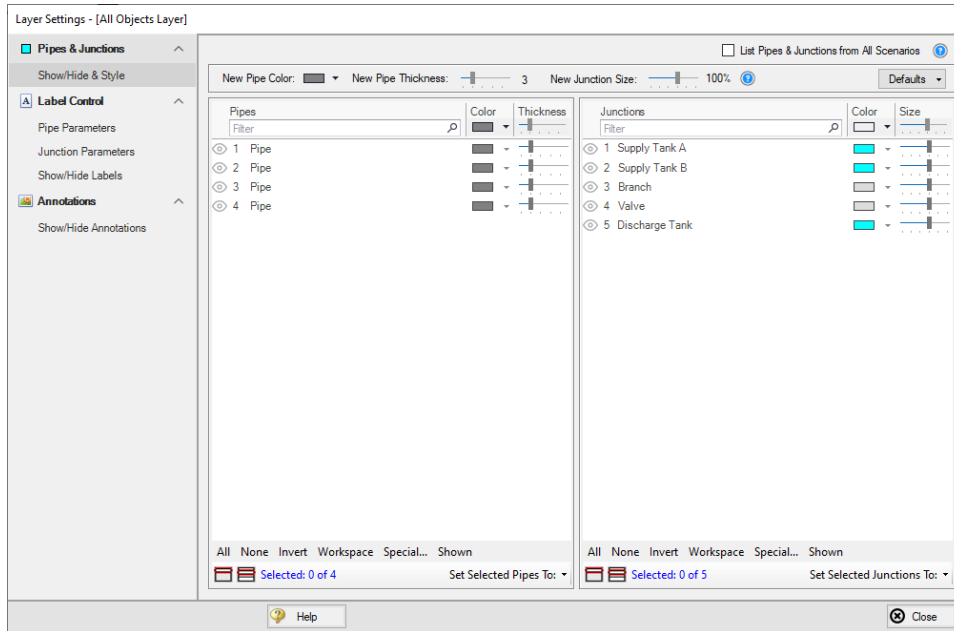 Layer Settings - [All Objects Layer]
Pipes & Junctions
Show/Hide & Style
A Label Control
Pipe Parameters
Junction Parameters
Show/Hide Labels
Annotations
Show/Hide Annotations
List Pipes & Junctions from All Scenarios ?
New Pipe Color: New Pipe Thickness: 3 New Junction Size: 100% ? Defaults
Pipes Color Thickness
Filter
1 Pipe
2 Pipe
3 Pipe
4 Pipe
All None Invert Workspace Special... Shown
Selected: 0 of 4 Set Selected Pipes To:
Junctions Color Size
Filter
1 Supply Tank A
2 Supply Tank B
3 Branch
4 Valve
5 Discharge Tank
All None Invert Workspace Special... Shown
Selected: 0 of 5 Set Selected Junctions To:
? Help
Close